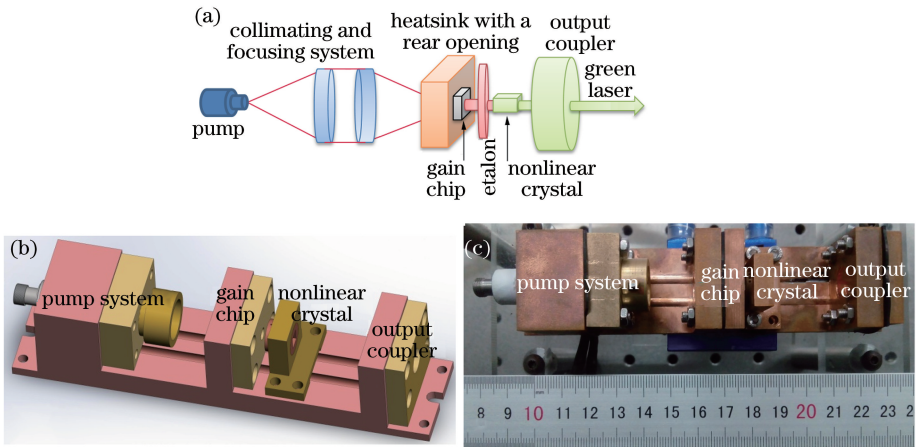 (a)
collimating and
focusing system
heatsink with a
rear opening
output
coupler
green
laser
pump
gain
chip
etalon
nonlinear
crystal
(b)
pump system
gain
chip
nonlinear
crystal
output
coupler
(c)
pump system
gain
chip
nonlinear
crystal
output
coupler
8 9 10 11 12 13 14 15 16 17 18 19 20 21 22 23 2